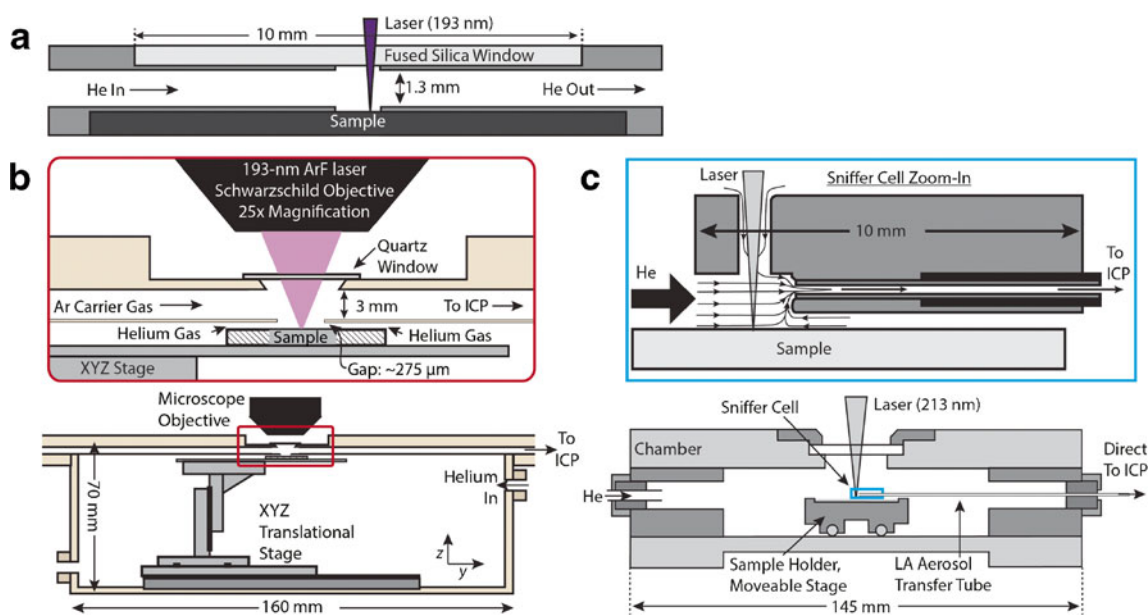 a
Laser (193 nm)
10 mm
Fused Silica Window
He In
1.3 mm
He Out
Sample
b
193-nm ArF laser
Schwarzschild Objective
25x Magnification
Quartz
Window
Ar Carrier Gas
3 mm
To ICP
Helium Gas
Sample
Helium Gas
XYZ Stage
Gap: ~275 µm
Microscope
Objective
To
ICP
70 mm
Helium
In
XYZ
Translational
Stage
z
y
160 mm
c
Laser
Sniffer Cell Zoom-In
10 mm
He
To
ICP
Sample
Sniffer Cell
Laser (213 nm)
Chamber
Direct
To ICP
He
Sample Holder,
Moveable Stage
LA Aerosol
Transfer Tube
145 mm